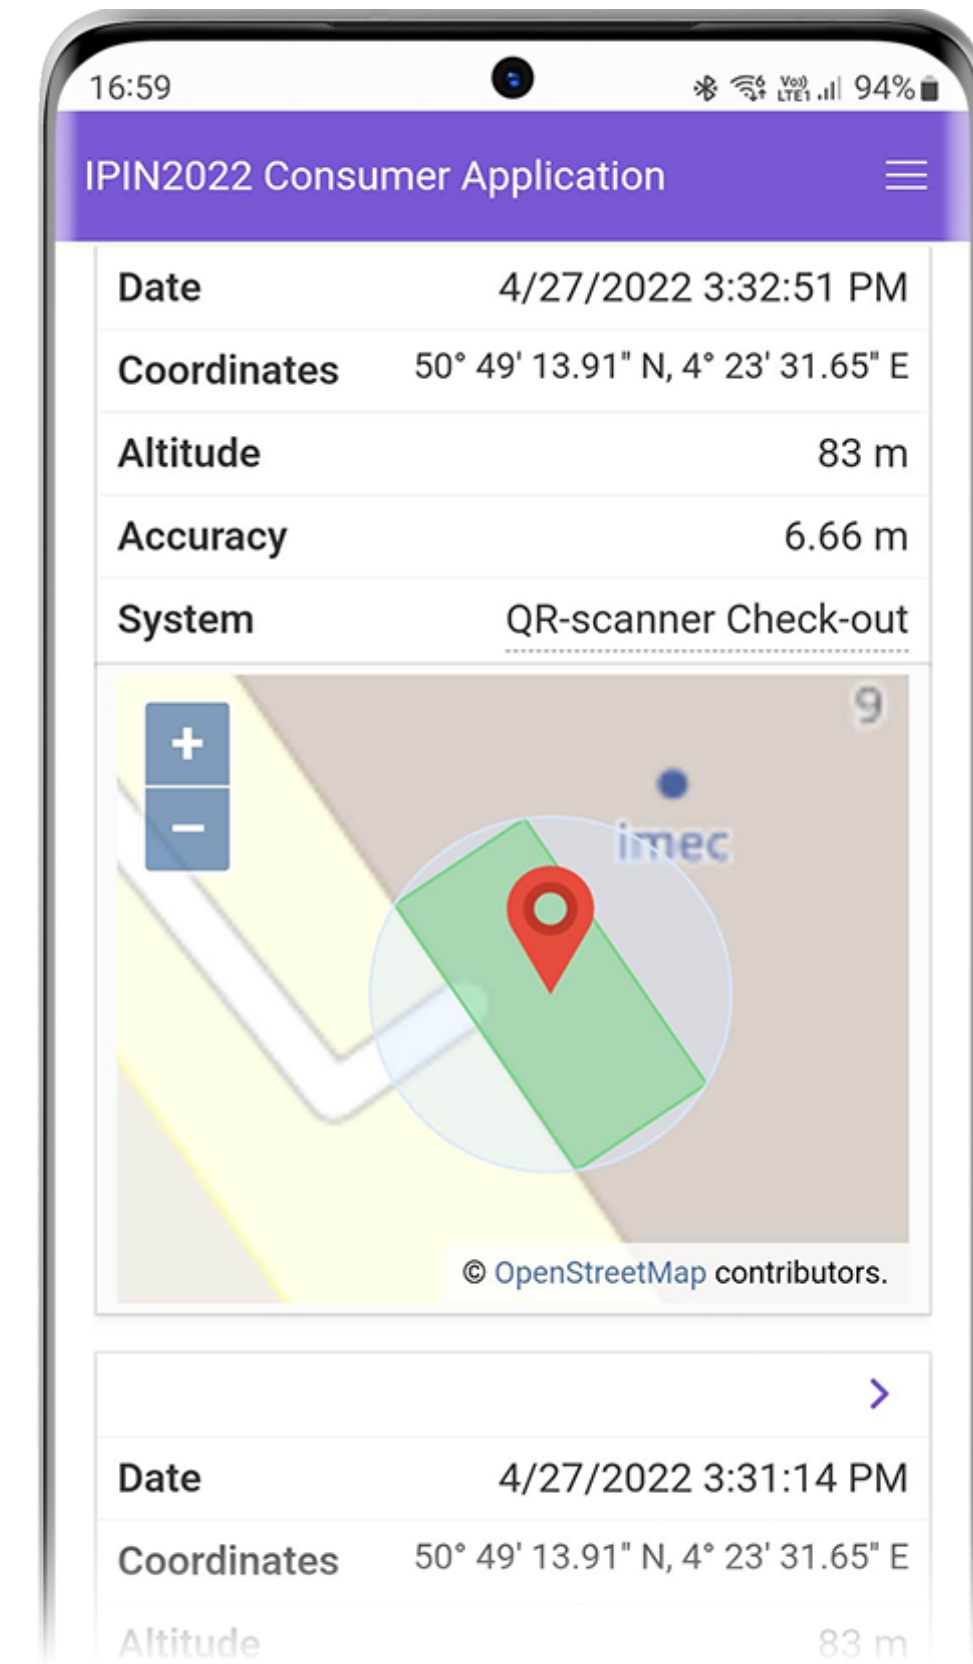 16:59
Vo))
LTE1
94%
IPIN2022 Consumer Application
Date 4/27/2022 3:32:51 PM
Coordinates 50° 49' 13.91" N, 4° 23' 31.65" E
Altitude 83 m
Accuracy 6.66 m
System QR-scanner Check-out
+
9
−
imec
© OpenStreetMap contributors.
Date 4/27/2022 3:31:14 PM
Coordinates 50° 49' 13.91" N, 4° 23' 31.65" E
Altitude 83 m